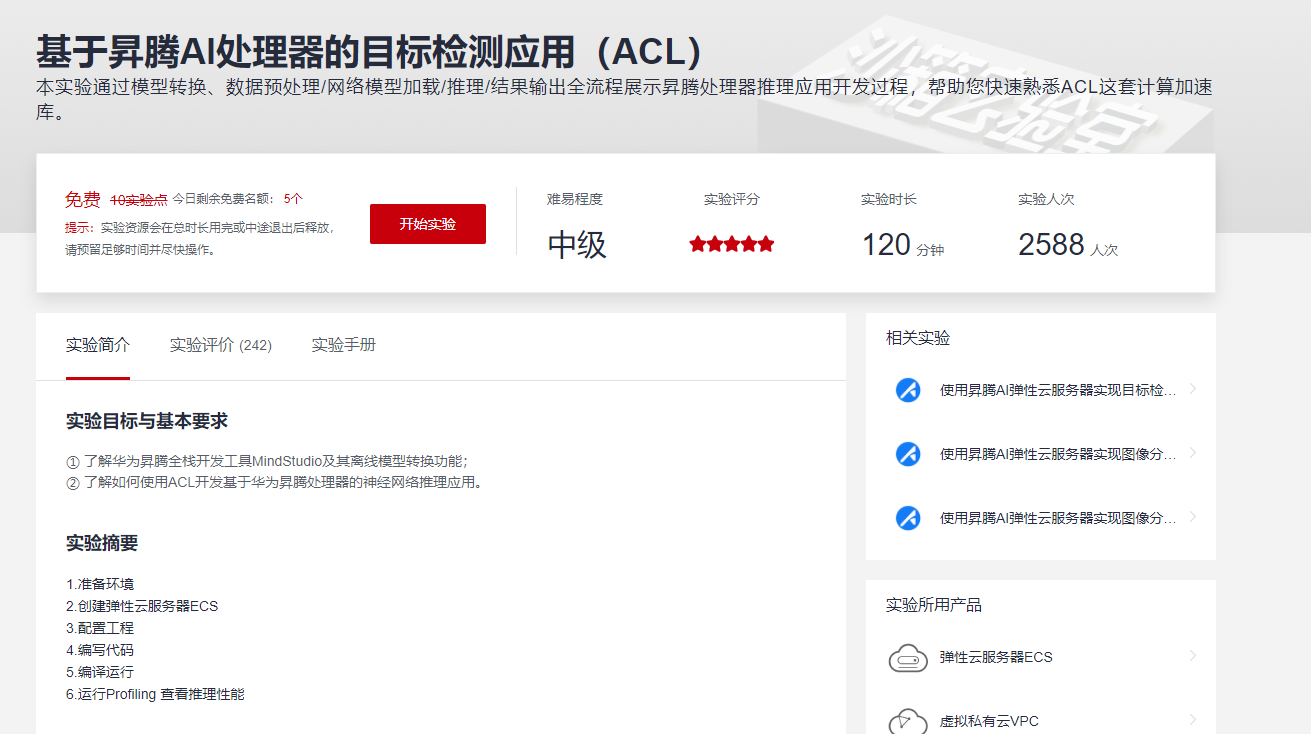 基于昇腾AI处理器的目标检测应用（ACL）
本实验通过模型转换、数据预处理/网络模型加载/推理/结果输出全流程展示昇腾处理器推理应用开发过程，帮助您快速熟悉ACL这套计算加速
库。
沙箱实验室
免费 10实验点 今日剩余免费名额： 5个
提示：实验资源会在总时长用完或中途退出后释放，
请预留足够时间并尽快操作。
开始实验
难易程度
中级
实验评分
实验时长
120 分钟
实验人次
2588 人次
实验简介 实验评价 (242) 实验手册
实验目标与基本要求
① 了解华为昇腾全栈开发工具MindStudio及其离线模型转换功能；
② 了解如何使用ACL开发基于华为昇腾处理器的神经网络推理应用。
实验摘要
1.准备环境
2.创建弹性云服务器ECS
3.配置工程
4.编写代码
5.编译运行
6.运行Profiling 查看推理性能
相关实验
使用昇腾AI弹性云服务器实现目标检...
使用昇腾AI弹性云服务器实现图像分...
使用昇腾AI弹性云服务器实现图像分...
实验所用产品
弹性云服务器ECS
虚拟私有云VPC